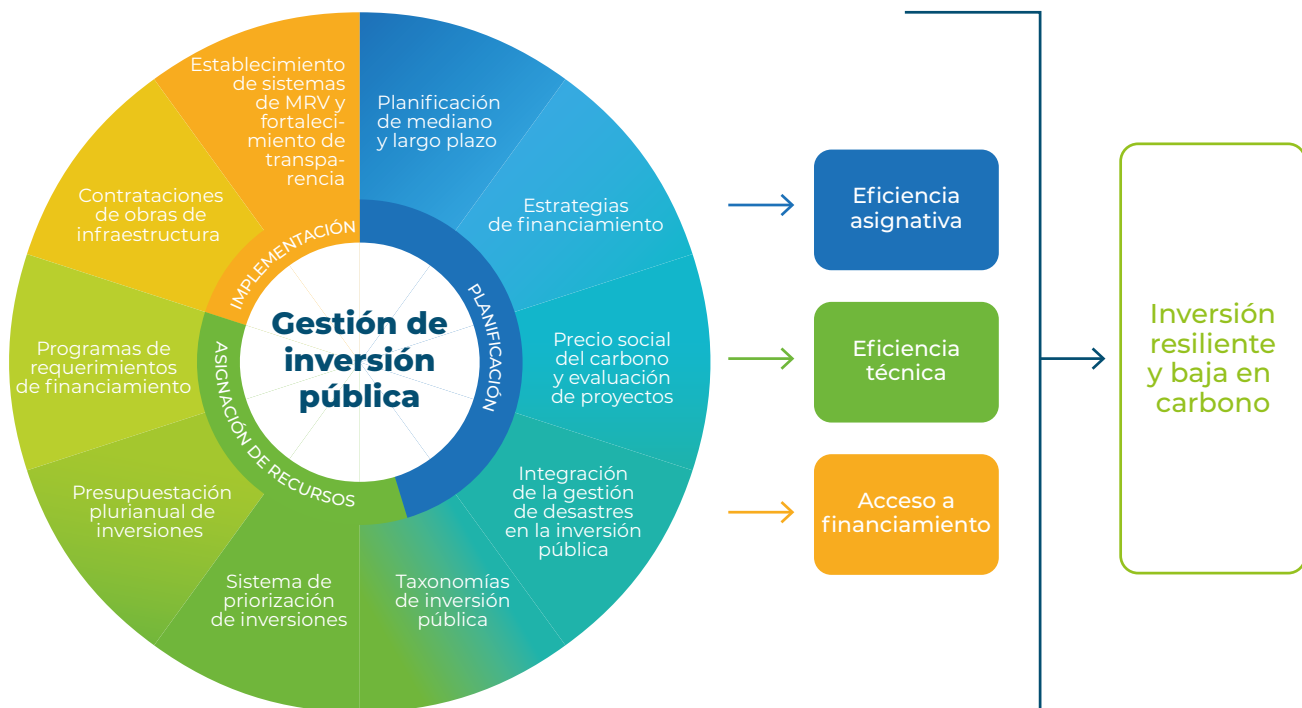 Establecimiento
de sistemas
de MRV y
fortaleci-
miento de
transpa-
rencia
Planificación
de mediano
y largo plazo
Estrategias
de financiamiento
Precio social
del carbono
y evaluación
de proyectos
Integración
de la gestión
de desastres
en la inversión
pública
Taxonomías
de inversión
pública
Sistema de
priorización
de inversiones
Presupuestación
plurianual de
inversiones
Programas de
requerimientos
de financiamiento
Contrataciones
de obras de
infraestructura
IMPLEMENTACIÓN
PLANIFICACIÓN
ASIGNACIÓN DE RECURSOS
Gestión de
inversión
pública
Eficiencia
asignativa
Eficiencia
técnica
Acceso a
financiamiento
Inversión
resiliente
y baja en
carbono